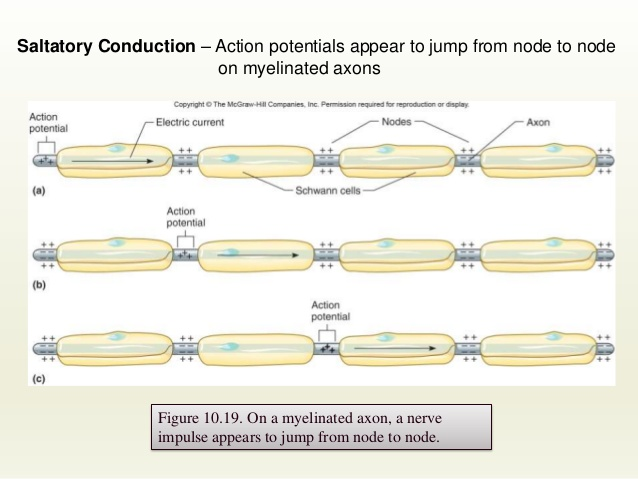 Saltatory Conduction – Action potentials appear to jump from node to node
on myelinated axons
Copyright © The McGraw-Hill Companies, Inc. Permission required for reproduction or display.
Action
potential
Electric current
Nodes
Axon
+ +
+ +
+ +
+++
+ +
+ +
+ +
Schwann cells
(a)
Action
potential
+ +
+++
+ +
+ +
+ +
+ +
+ +
+ +
+ +
(b)
Action
potential
+ +
+ +
+ +
+ +
+++
+ +
+ +
+ +
+ +
(c)
Figure 10.19. On a myelinated axon, a nerve
impulse appears to jump from node to node.